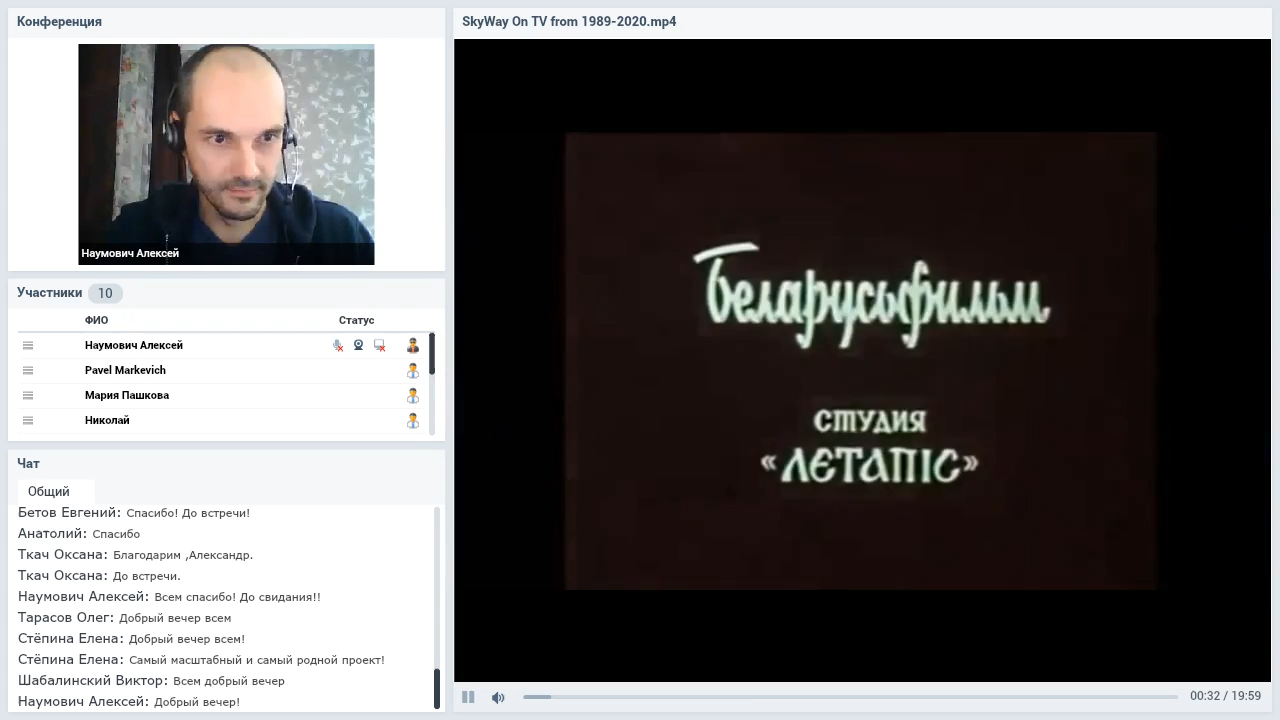 Конференция
Наумович Алексей
Участники 10
ФИО Статус
Наумович Алексей
Pavel Markevich
Мария Пашкова
Николай
Чат
Общий
Бетов Евгений: Спасибо! До встречи!
Анатолий: Спасибо
Ткач Оксана: Благодарим ,Александр.
Ткач Оксана: До встречи.
Наумович Алексей: Всем спасибо! До свидания!!
Тарасов Олег: Добрый вечер всем
Стёпина Елена: Добрый вечер всем!
Стёпина Елена: Самый масштабный и самый родной проект!
Шабалинский Виктор: Всем добрый вечер
Наумович Алексей: Добрый вечер!
SkyWay On TV from 1989-2020.mp4
Беларусьфильм
студия
«ЛЕТАПІС»
00:32 / 19:59